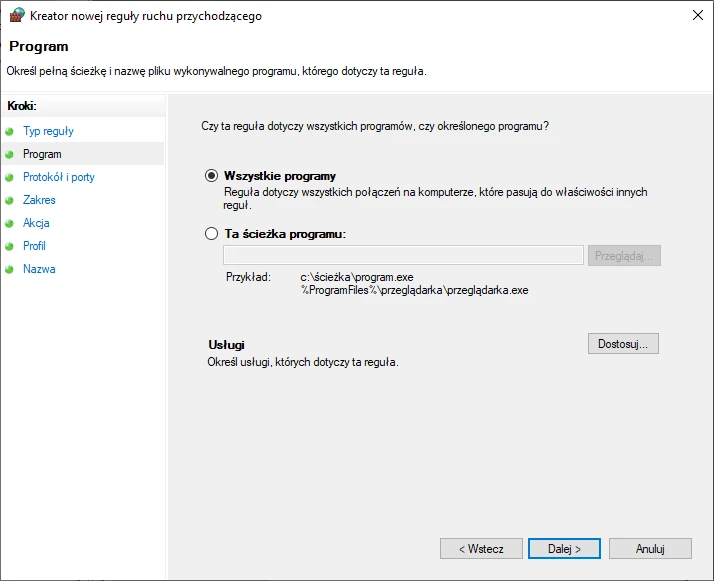 Kreator nowej reguły ruchu przychodzącego
Program
Określ pełną ścieżkę i nazwę pliku wykonywalnego programu, którego dotyczy ta reguła.
Kroki:
Typ reguły
Program
Protokół i porty
Zakres
Akcja
Profil
Nazwa
Czy ta reguła dotyczy wszystkich programów, czy określonego programu?
Wszystkie programy
Reguła dotyczy wszystkich połączeń na komputerze, które pasują do właściwości innych
reguł.
Ta ścieżka programu:
Przeglądaj...
Przykład: c:\ścieżka\program.exe
%ProgramFiles%\przeglądarka\przeglądarka.exe
Usługi
Dostosuj...
Określ usługi, których dotyczy ta reguła.
< Wstecz
Dalej >
Anuluj